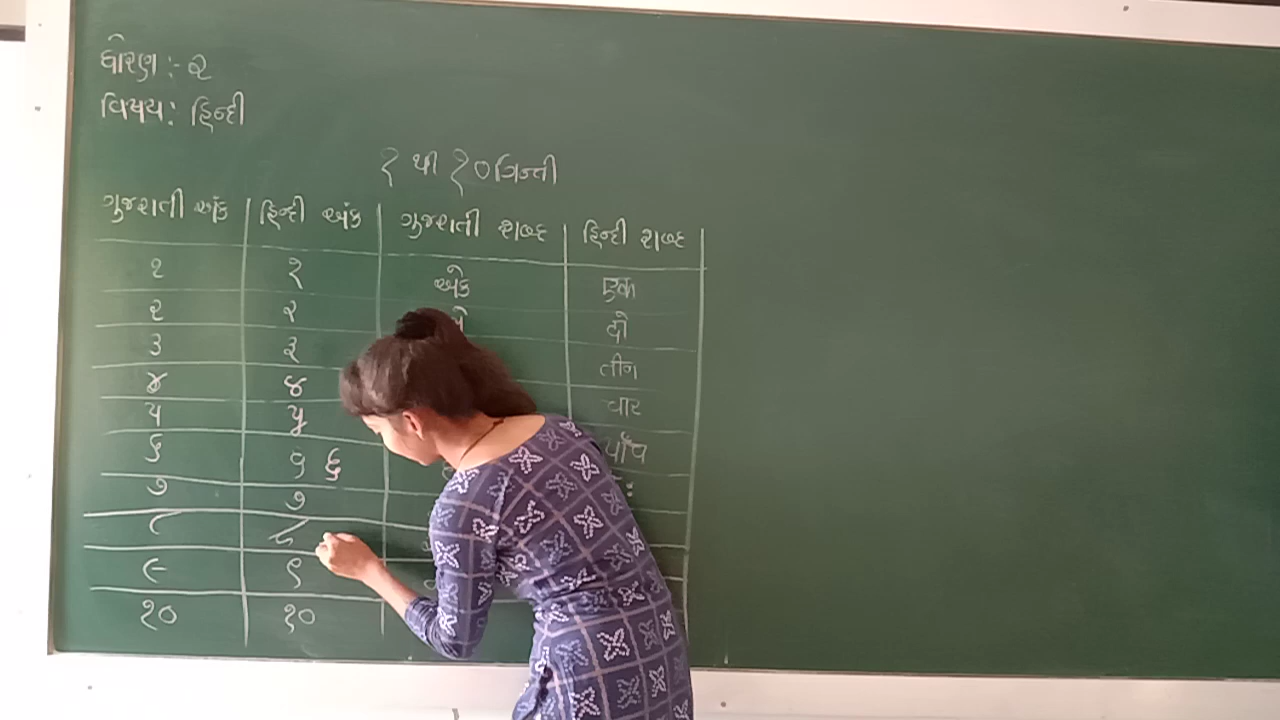 ધોરણ :- ૨
વિષય : હિન્દી
૧ થી ૧૦ ગિન્તી
ગુજરાતી અંક હિન્દી અંક ગુજરાતી શબ્દ હિન્દી શબ્દ
૧ १ એક एक
૨ २ दो
૩ ३ तीन
૪ ४ चार
૫ ५ पाँच
૬ ६
૭ ७
૮ ८
૯ ९
૧૦ १०